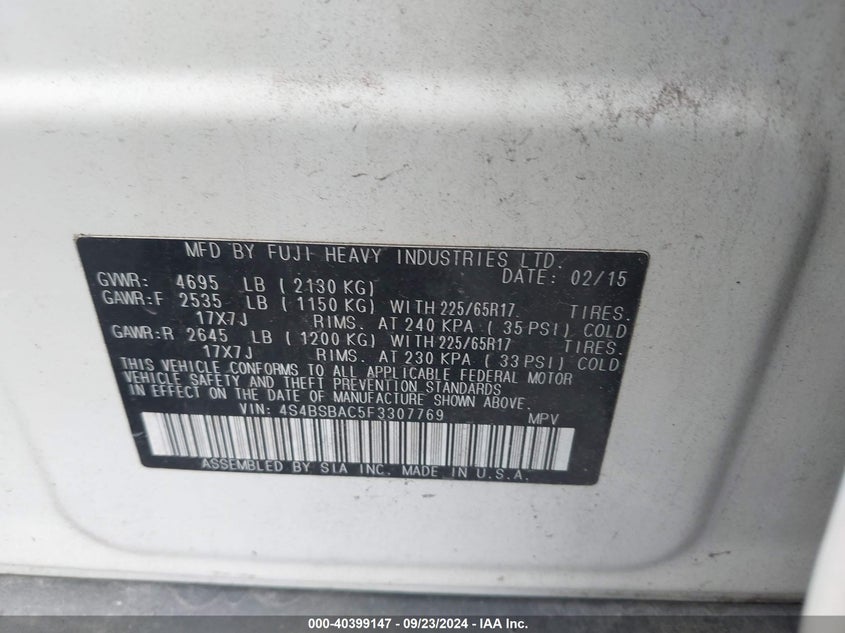 MFD BY FUJI HEAVY INDUSTRIES LTD.
DATE: 02/15
GVWR: 4695 LB ( 2130 KG)
GAWR:F 2535 LB ( 1150 KG) WITH 225/65R17. TIRES.
17X7J RIMS. AT 240 KPA ( 35 PSI) COLD
GAWR:R 2645 LB ( 1200 KG) WITH 225/65R17 TIRES.
17X7J RIMS. AT 230 KPA ( 33 PSI) COLD
THIS VEHICLE CONFORMS TO ALL APPLICABLE FEDERAL MOTOR
VEHICLE SAFETY AND THEFT PREVENTION STANDARDS
IN EFFECT ON THE DATE OF MANUFACTURE SHOWN ABOVE.
VIN: 4S4BSBAC5F3307769 MPV
ASSEMBLED BY SIA INC. MADE IN U.S.A.
000-40399147 - 09/23/2024 - IAA Inc.